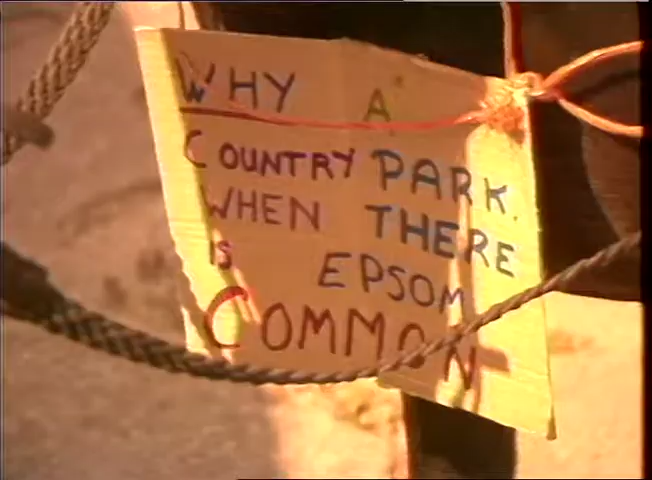 WHY A
COUNTRY PARK.
WHEN THERE
IS EPSOM
COMMON